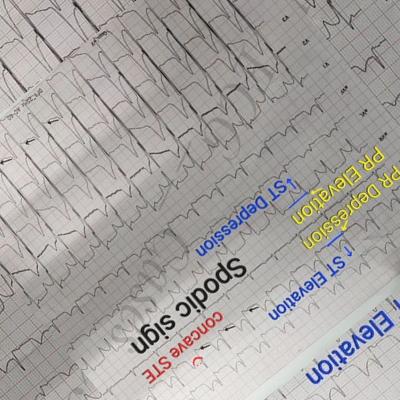 Elevation
concave STE
↑ ST Elevation
Spodic sign
PR Depression
PR Elevation
↓ST Depression